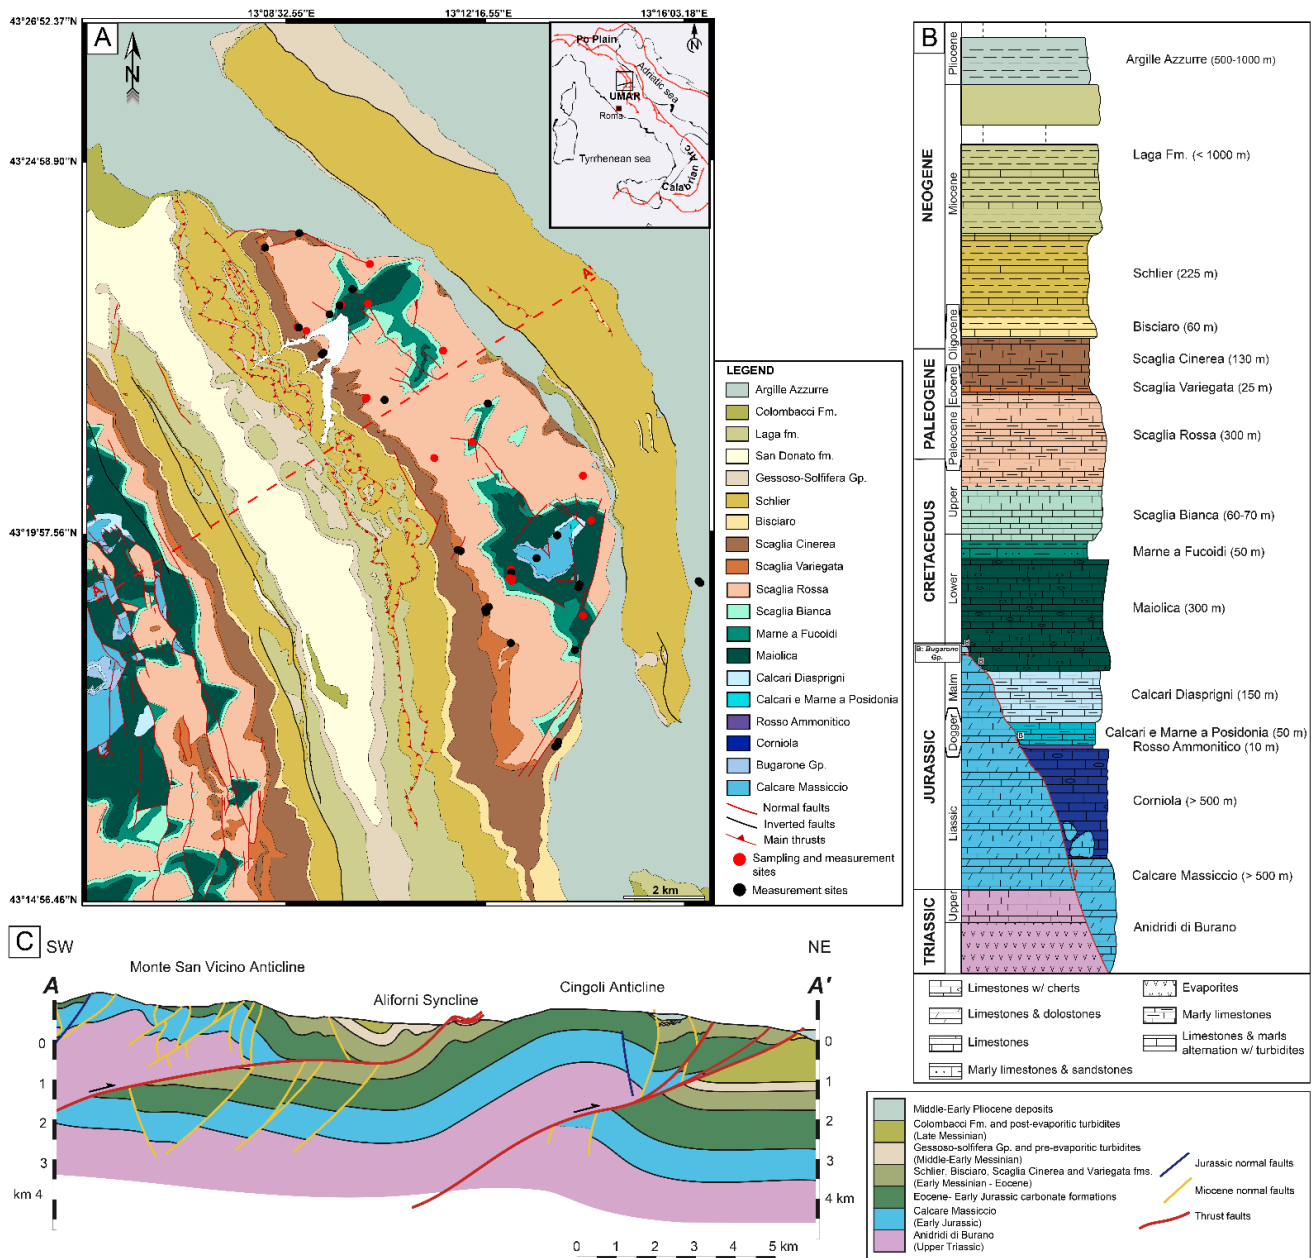 13°08'32.55"E
13°12'16.55"E
13°16'03.18"E
43°26'52.37"N
43°24'58.90"N
43°19'57.56"N
43°14'56.46"N
A
N
Po Plain
N
Adriatic sea
UMAR
Roma
Tyrrhenean sea
Calabrian Arc
A'
A
2 km
LEGEND
Argille Azzurre
Colombacci Fm.
Laga fm.
San Donato fm.
Gessoso-Solfifera Gp.
Schlier
Bisciaro
Scaglia Cinerea
Scaglia Variegata
Scaglia Rossa
Scaglia Bianca
Marne a Fucoidi
Maiolica
Calcari Diasprigni
Calcari e Marne a Posidonia
Rosso Ammonitico
Corniola
Bugarone Gp.
Calcare Massiccio
Normal faults
Inverted faults
Main thrusts
Sampling and measurement
sites
Measurement sites
B
NEOGENE
PALEOGENE
CRETACEOUS
JURASSIC
TRIASSIC
Pliocene
Miocene
Oligocene
Eocene
Paleocene
Upper
Lower
B: Bugarone
Gp.
Malm
Dogger
Liassic
Upper
B
Argille Azzurre (500-1000 m)
Laga Fm. (< 1000 m)
Schlier (225 m)
Bisciaro (60 m)
Scaglia Cinerea (130 m)
Scaglia Variegata (25 m)
Scaglia Rossa (300 m)
Scaglia Bianca (60-70 m)
Marne a Fucoidi (50 m)
Maiolica (300 m)
Calcari Diasprigni (150 m)
Calcari e Marne a Posidonia (50 m)
Rosso Ammonitico (10 m)
Corniola (> 500 m)
Calcare Massiccio (> 500 m)
Anidridi di Burano
Limestones w/ cherts
Limestones & dolostones
Limestones
Marly limestones & sandstones
Evaporites
Marly limestones
Limestones & marls
alternation w/ turbidites
C
SW
NE
A
A'
Monte San Vicino Anticline
Aliforni Syncline
Cingoli Anticline
0
1
2
3
km 4
0
1
2
3
4 km
0 1 2 3 4 5 km
Middle-Early Pliocene deposits
Colombacci Fm. and post-evaporitic turbidites
(Late Messinian)
Gessoso-solfifera Gp. and pre-evaporitic turbidites
(Middle-Early Messinian)
Schlier, Bisciaro, Scaglia Cinerea and Variegata fms.
(Early Messinian - Eocene)
Eocene- Early Jurassic carbonate formations
Calcare Massiccio
(Early Jurassic)
Anidridi di Burano
(Upper Triassic)
Jurassic normal faults
Miocene normal faults
Thrust faults